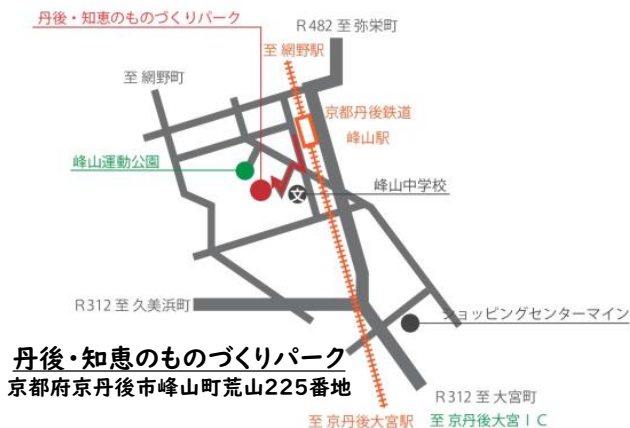 丹後・知恵のものづくりパーク
R482 至 弥栄町
至 網野駅
至 網野町
京都丹後鉄道
峰山駅
峰山運動公園
文
峰山中学校
R312 至 久美浜町
ショッピングセンターマイン
丹後・知恵のものづくりパーク
京都府京丹後市峰山町荒山225番地
R312 至 大宮町
至 京丹後大宮駅
至 京丹後大宮IC